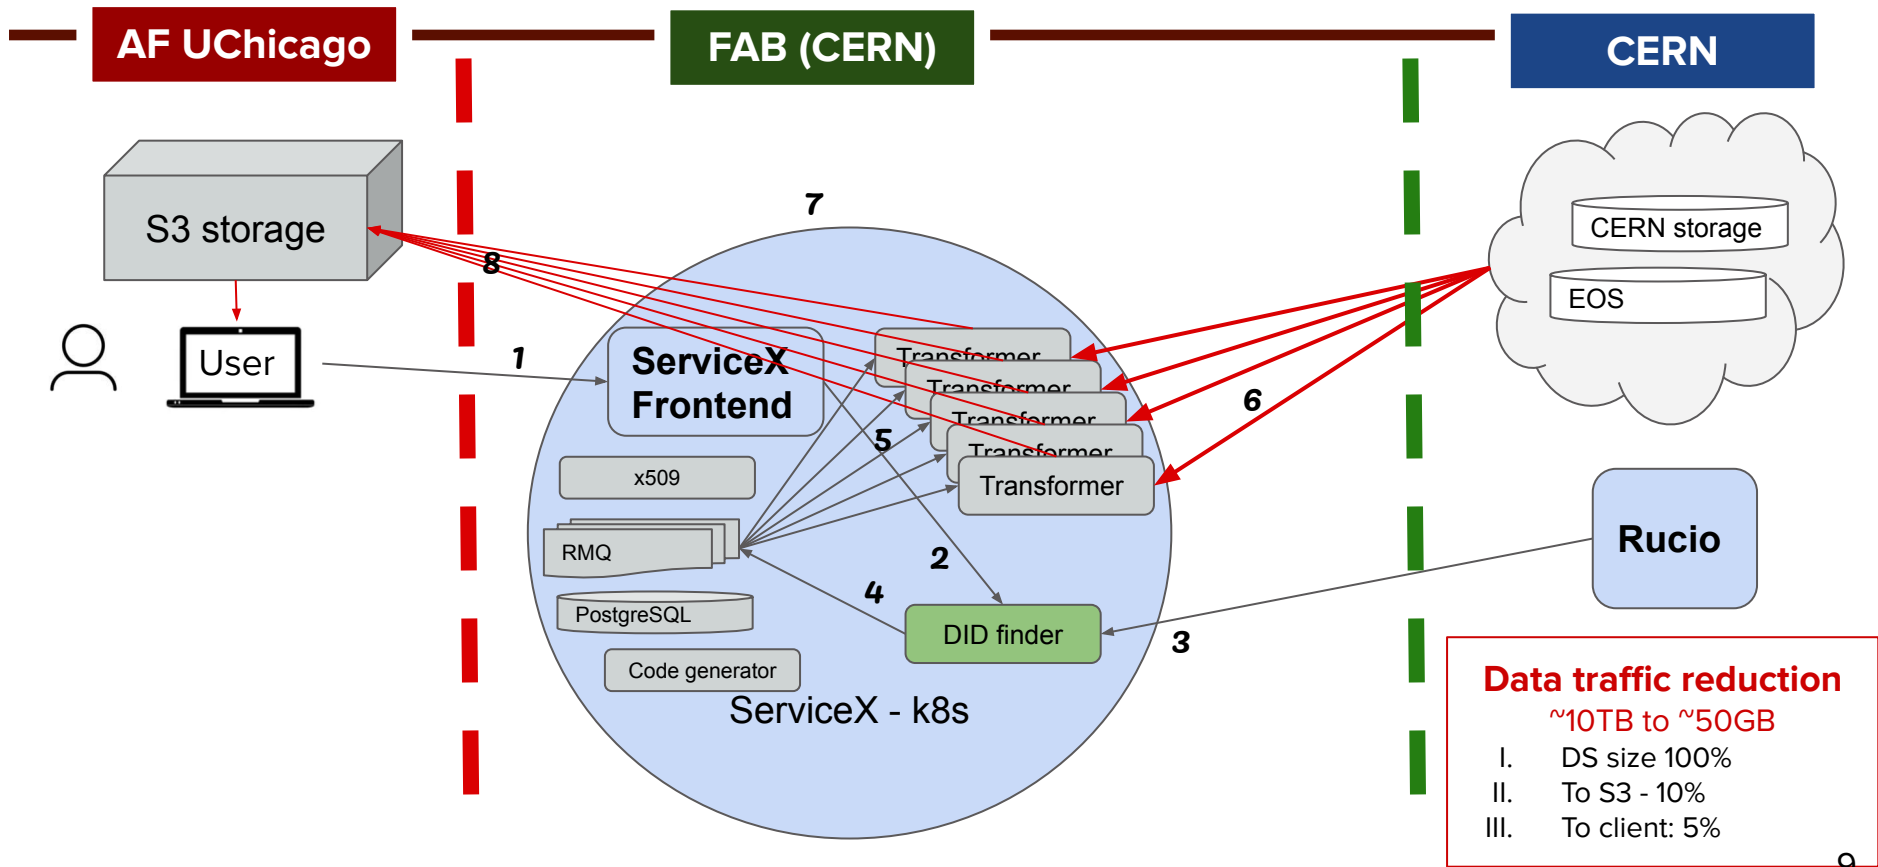 AF UChicago
FAB (CERN)
CERN
S3 storage
User
1
7
8
ServiceX
Frontend
x509
RMQ
PostgreSQL
Code generator
ServiceX - k8s
Transformer
Transformer
Transformer
Transformer
Transformer
5
2
4
DID finder
3
6
CERN storage
EOS
Rucio
Data traffic reduction
~10TB to ~50GB
I. DS size 100%
II. To S3 - 10%
III. To client: 5%
9